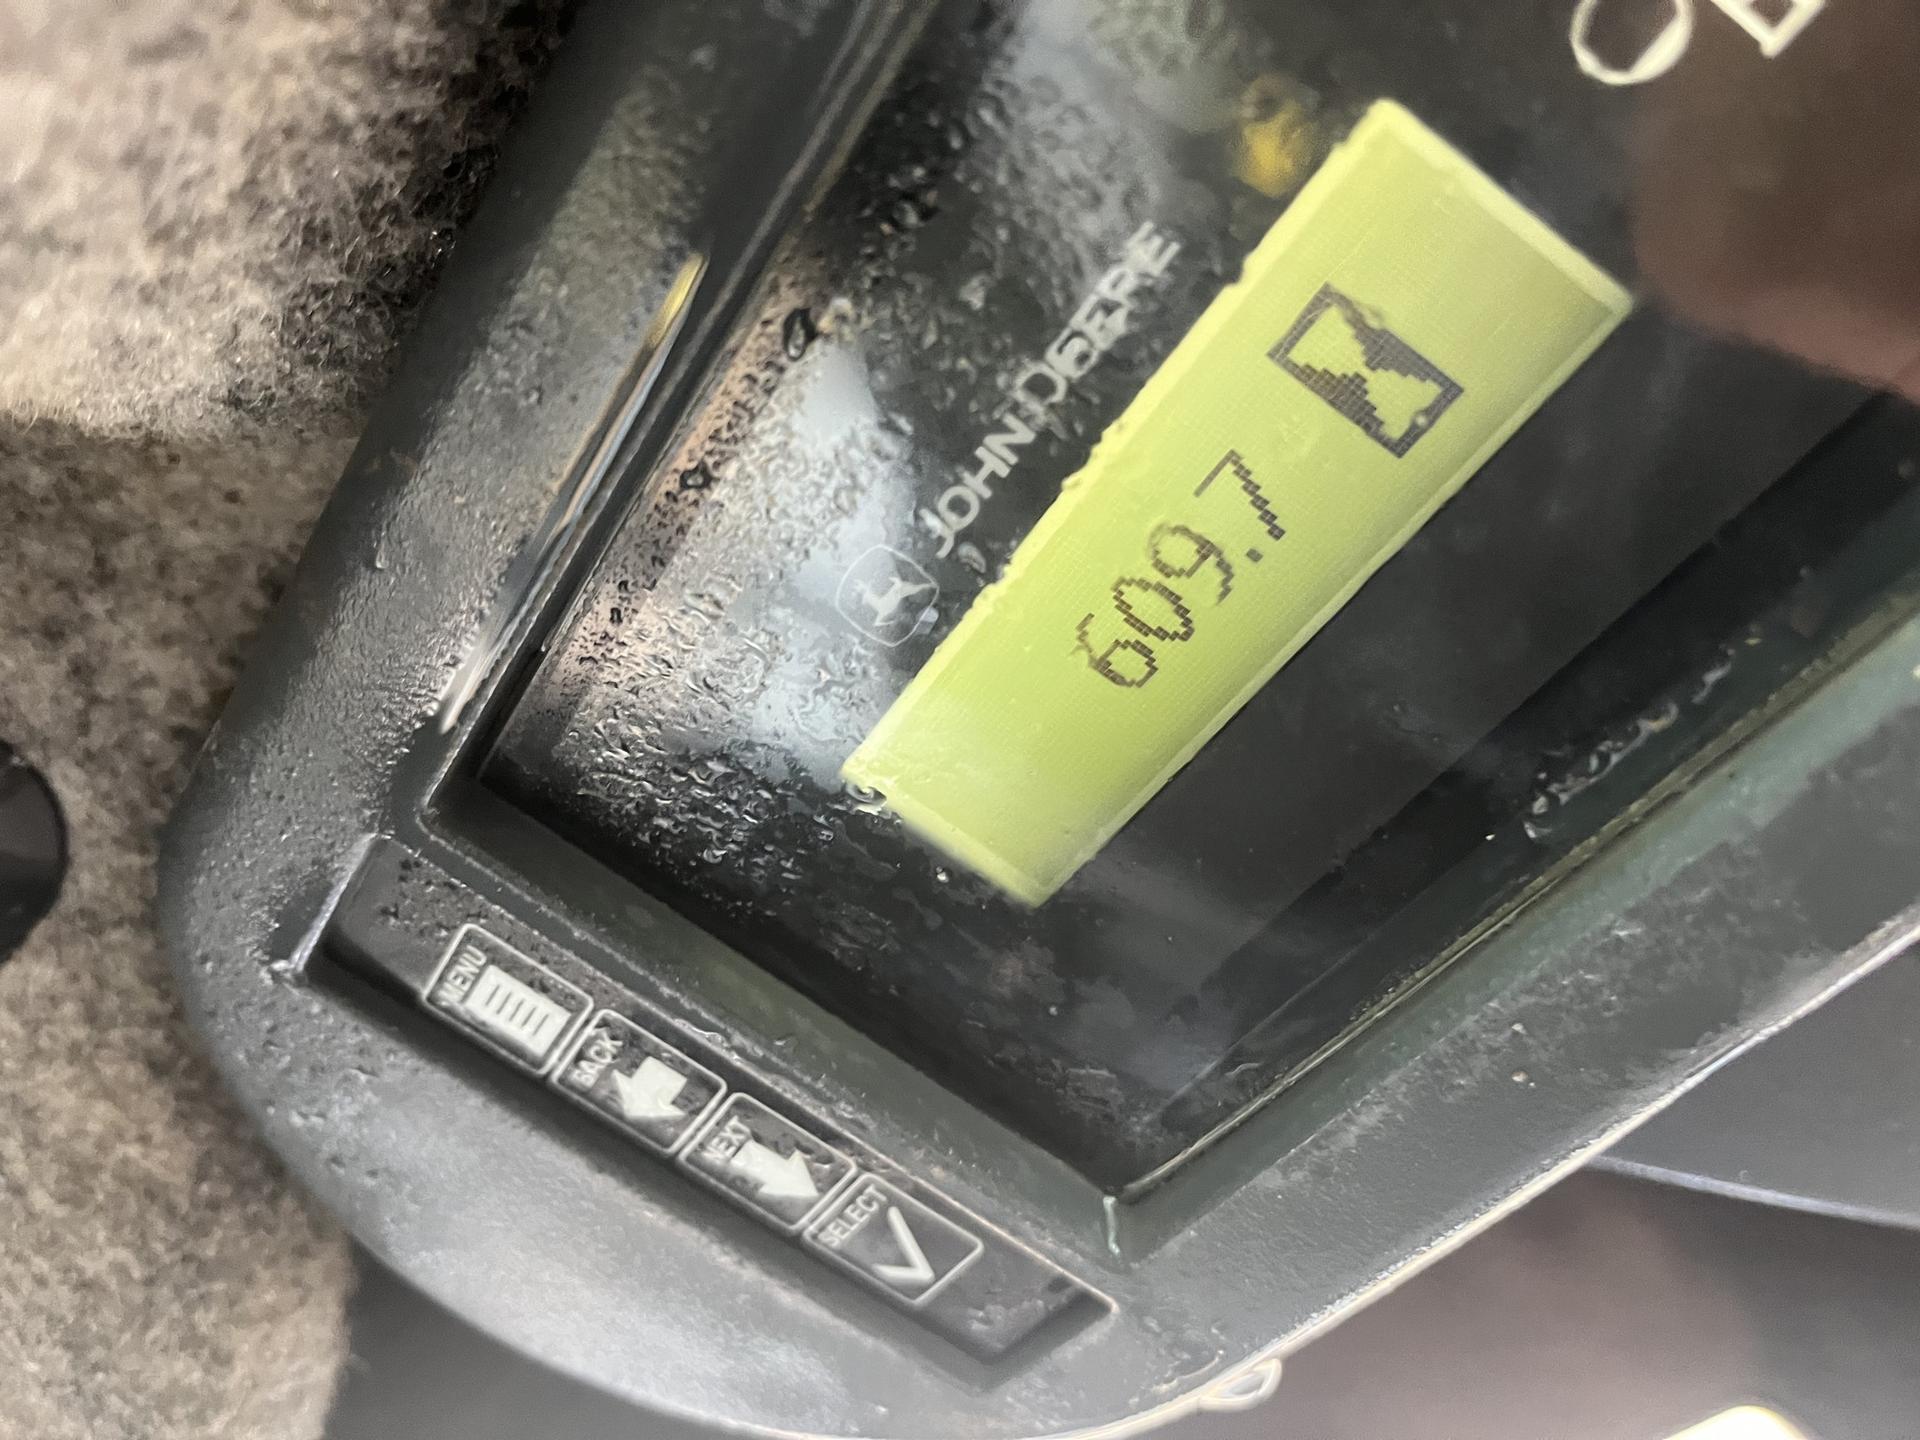 JOHN DEERE
609.7
MENU
BACK
NEXT
SELECT